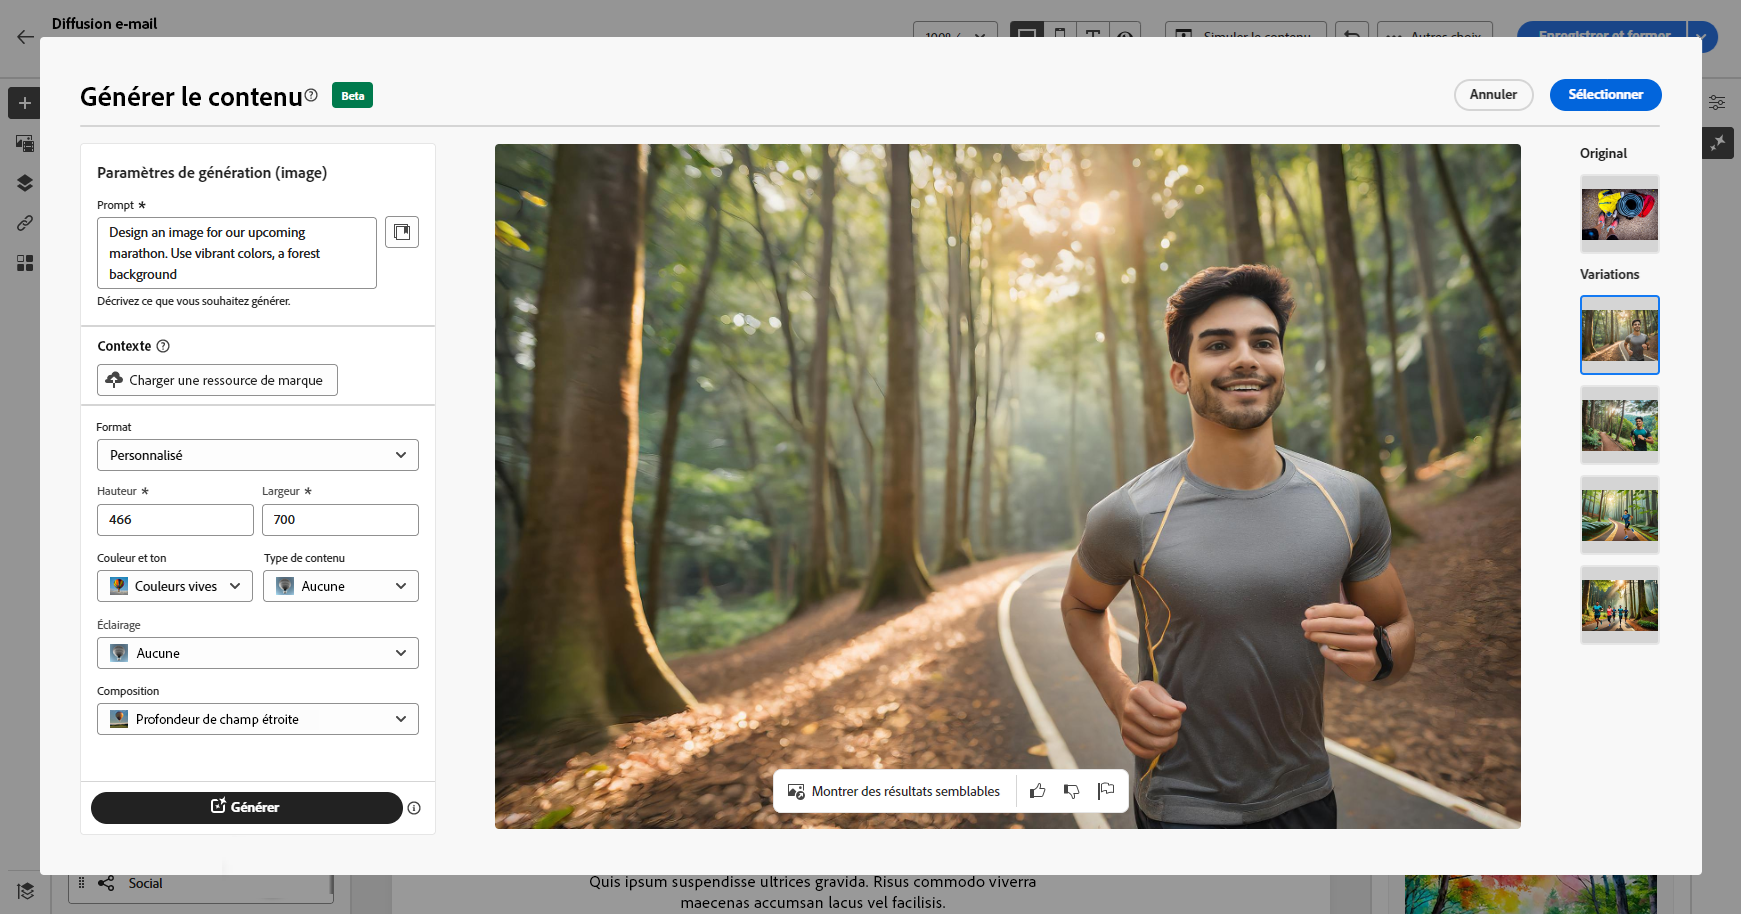 Diffusion e-mail
100%
Simuler le contenu
Autres choix
Enregistrer et fermer
Générer le contenu
Beta
Annuler
Sélectionner
Paramètres de génération (image)
Prompt *
Design an image for our upcoming
marathon. Use vibrant colors, a forest
background
Décrivez ce que vous souhaitez générer.
Contexte
Charger une ressource de marque
Format
Personnalisé
Hauteur *
Largeur *
466
700
Couleur et ton
Type de contenu
Couleurs vives
Aucune
Éclairage
Aucune
Composition
Profondeur de champ étroite
Générer
Montrer des résultats semblables
Original
Variations
Social
Quis ipsum suspendisse ultrices gravida. Risus commodo viverra
maecenas accumsan lacus vel facilisis.